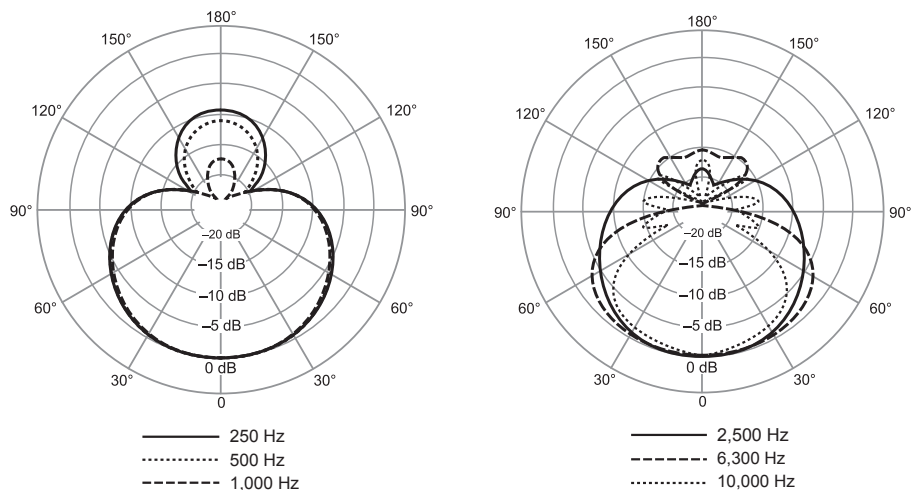 180°
150°
150°
120°
120°
90°
90°
60°
60°
30°
30°
0
–20 dB
–15 dB
–10 dB
–5 dB
0 dB
250 Hz
500 Hz
1,000 Hz
180°
150°
150°
120°
120°
90°
90°
60°
60°
30°
30°
0
–20 dB
–15 dB
–10 dB
–5 dB
0 dB
2,500 Hz
6,300 Hz
10,000 Hz